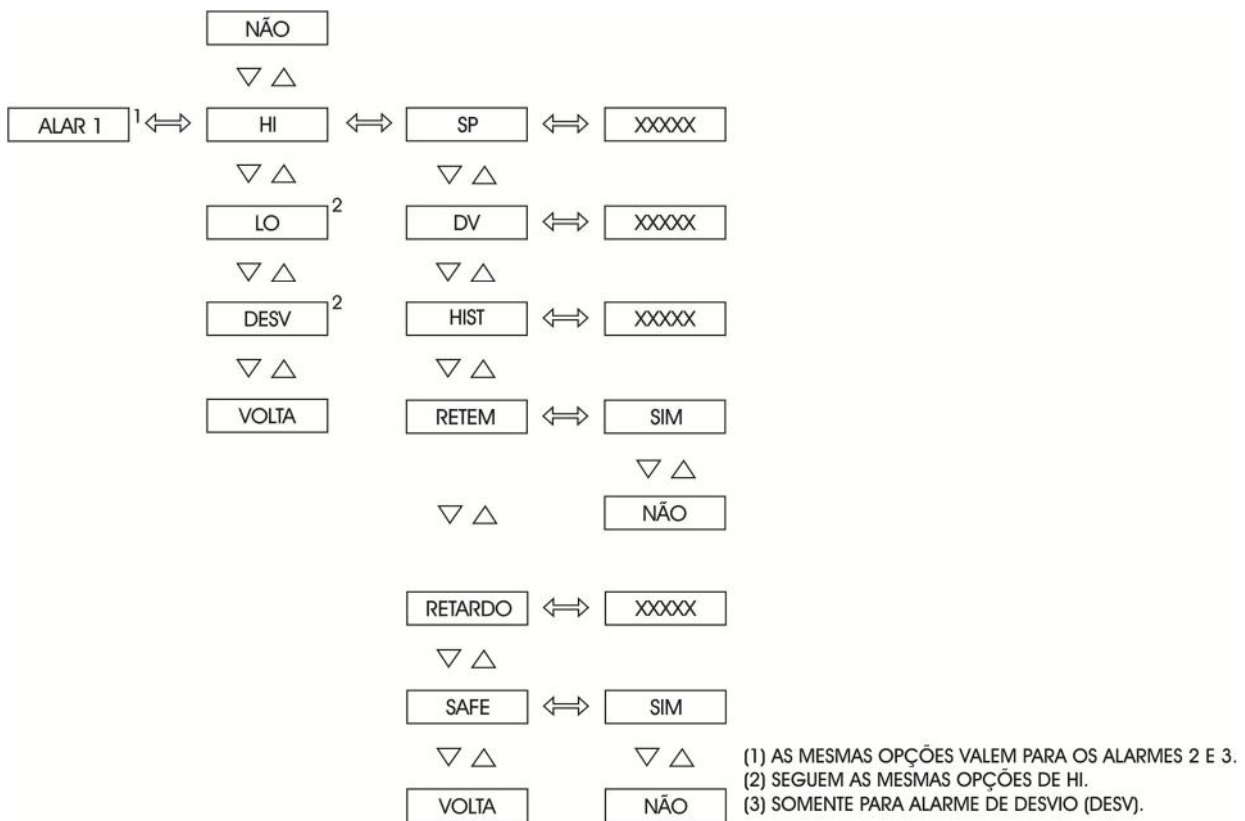 NÃO
ALAR 1 1 HI SP XXXXX
LO 2 DV XXXXX
DESV 2 HIST XXXXX
VOLTA RETEM SIM
NÃO
RETARDO XXXXX
SAFE SIM
VOLTA NÃO
(1) AS MESMAS OPÇÕES VALEM PARA OS ALARMES 2 E 3.
(2) SEGUEM AS MESMAS OPÇÕES DE HI.
(3) SOMENTE PARA ALARME DE DESVIO (DESV).